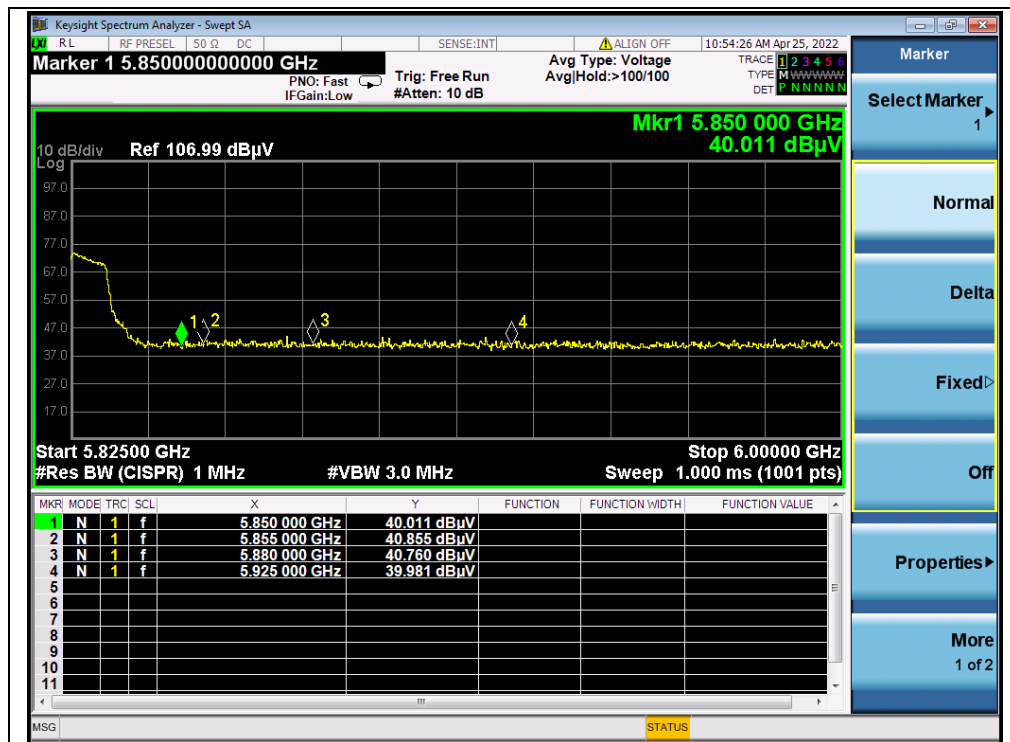 Keysight Spectrum Analyzer - Swept SA
LXI RL RF PRESEL 50 Ω DC SENSE:INT ALIGN OFF 10:54:26 AM Apr 25, 2022
Marker 1 5.850000000000 GHz
PNO: Fast
IFGain:Low
Trig: Free Run
#Atten: 10 dB
Avg Type: Voltage
Avg|Hold:>100/100
TRACE 1 2 3 4 5 6
TYPE M WWWWW
DET P N N N N N
Mkr1 5.850 000 GHz
40.011 dBµV
10 dB/div Ref 106.99 dBµV
Log
97.0
87.0
77.0
67.0
57.0
47.0
37.0
27.0
17.0
1 2 3 4
Start 5.82500 GHz Stop 6.00000 GHz
#Res BW (CISPR) 1 MHz #VBW 3.0 MHz Sweep 1.000 ms (1001 pts)
MKR MODE TRC SCL X Y FUNCTION FUNCTION WIDTH FUNCTION VALUE
1 N 1 f 5.850 000 GHz 40.011 dBµV
2 N 1 f 5.855 000 GHz 40.855 dBµV
3 N 1 f 5.880 000 GHz 40.760 dBµV
4 N 1 f 5.925 000 GHz 39.981 dBµV
5
6
7
8
9
10
11
MSG STATUS
Marker
Select Marker
1
Normal
Delta
Fixed
Off
Properties
More
1 of 2